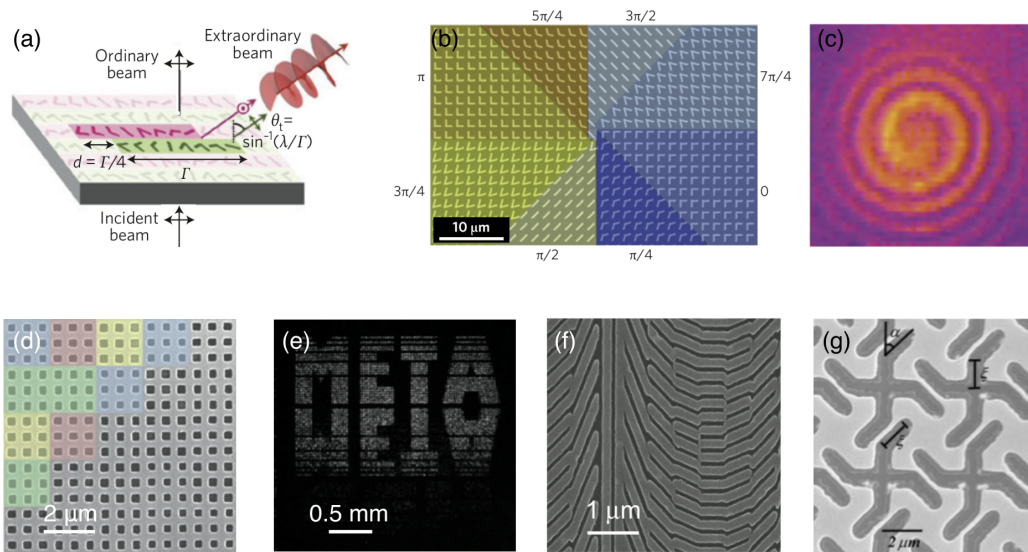 (a)
Ordinary
beam
Extraordinary
beam
θt=
sin⁻¹(λ/Γ)
d = Γ/4
Γ
Incident
beam
(b)
5π/4
3π/2
π
7π/4
3π/4
0
π/2
π/4
10 μm
(c)
(d)
2 μm
(e)
META
0.5 mm
(f)
1 μm
(g)
α
ξ
ξ
2 μm